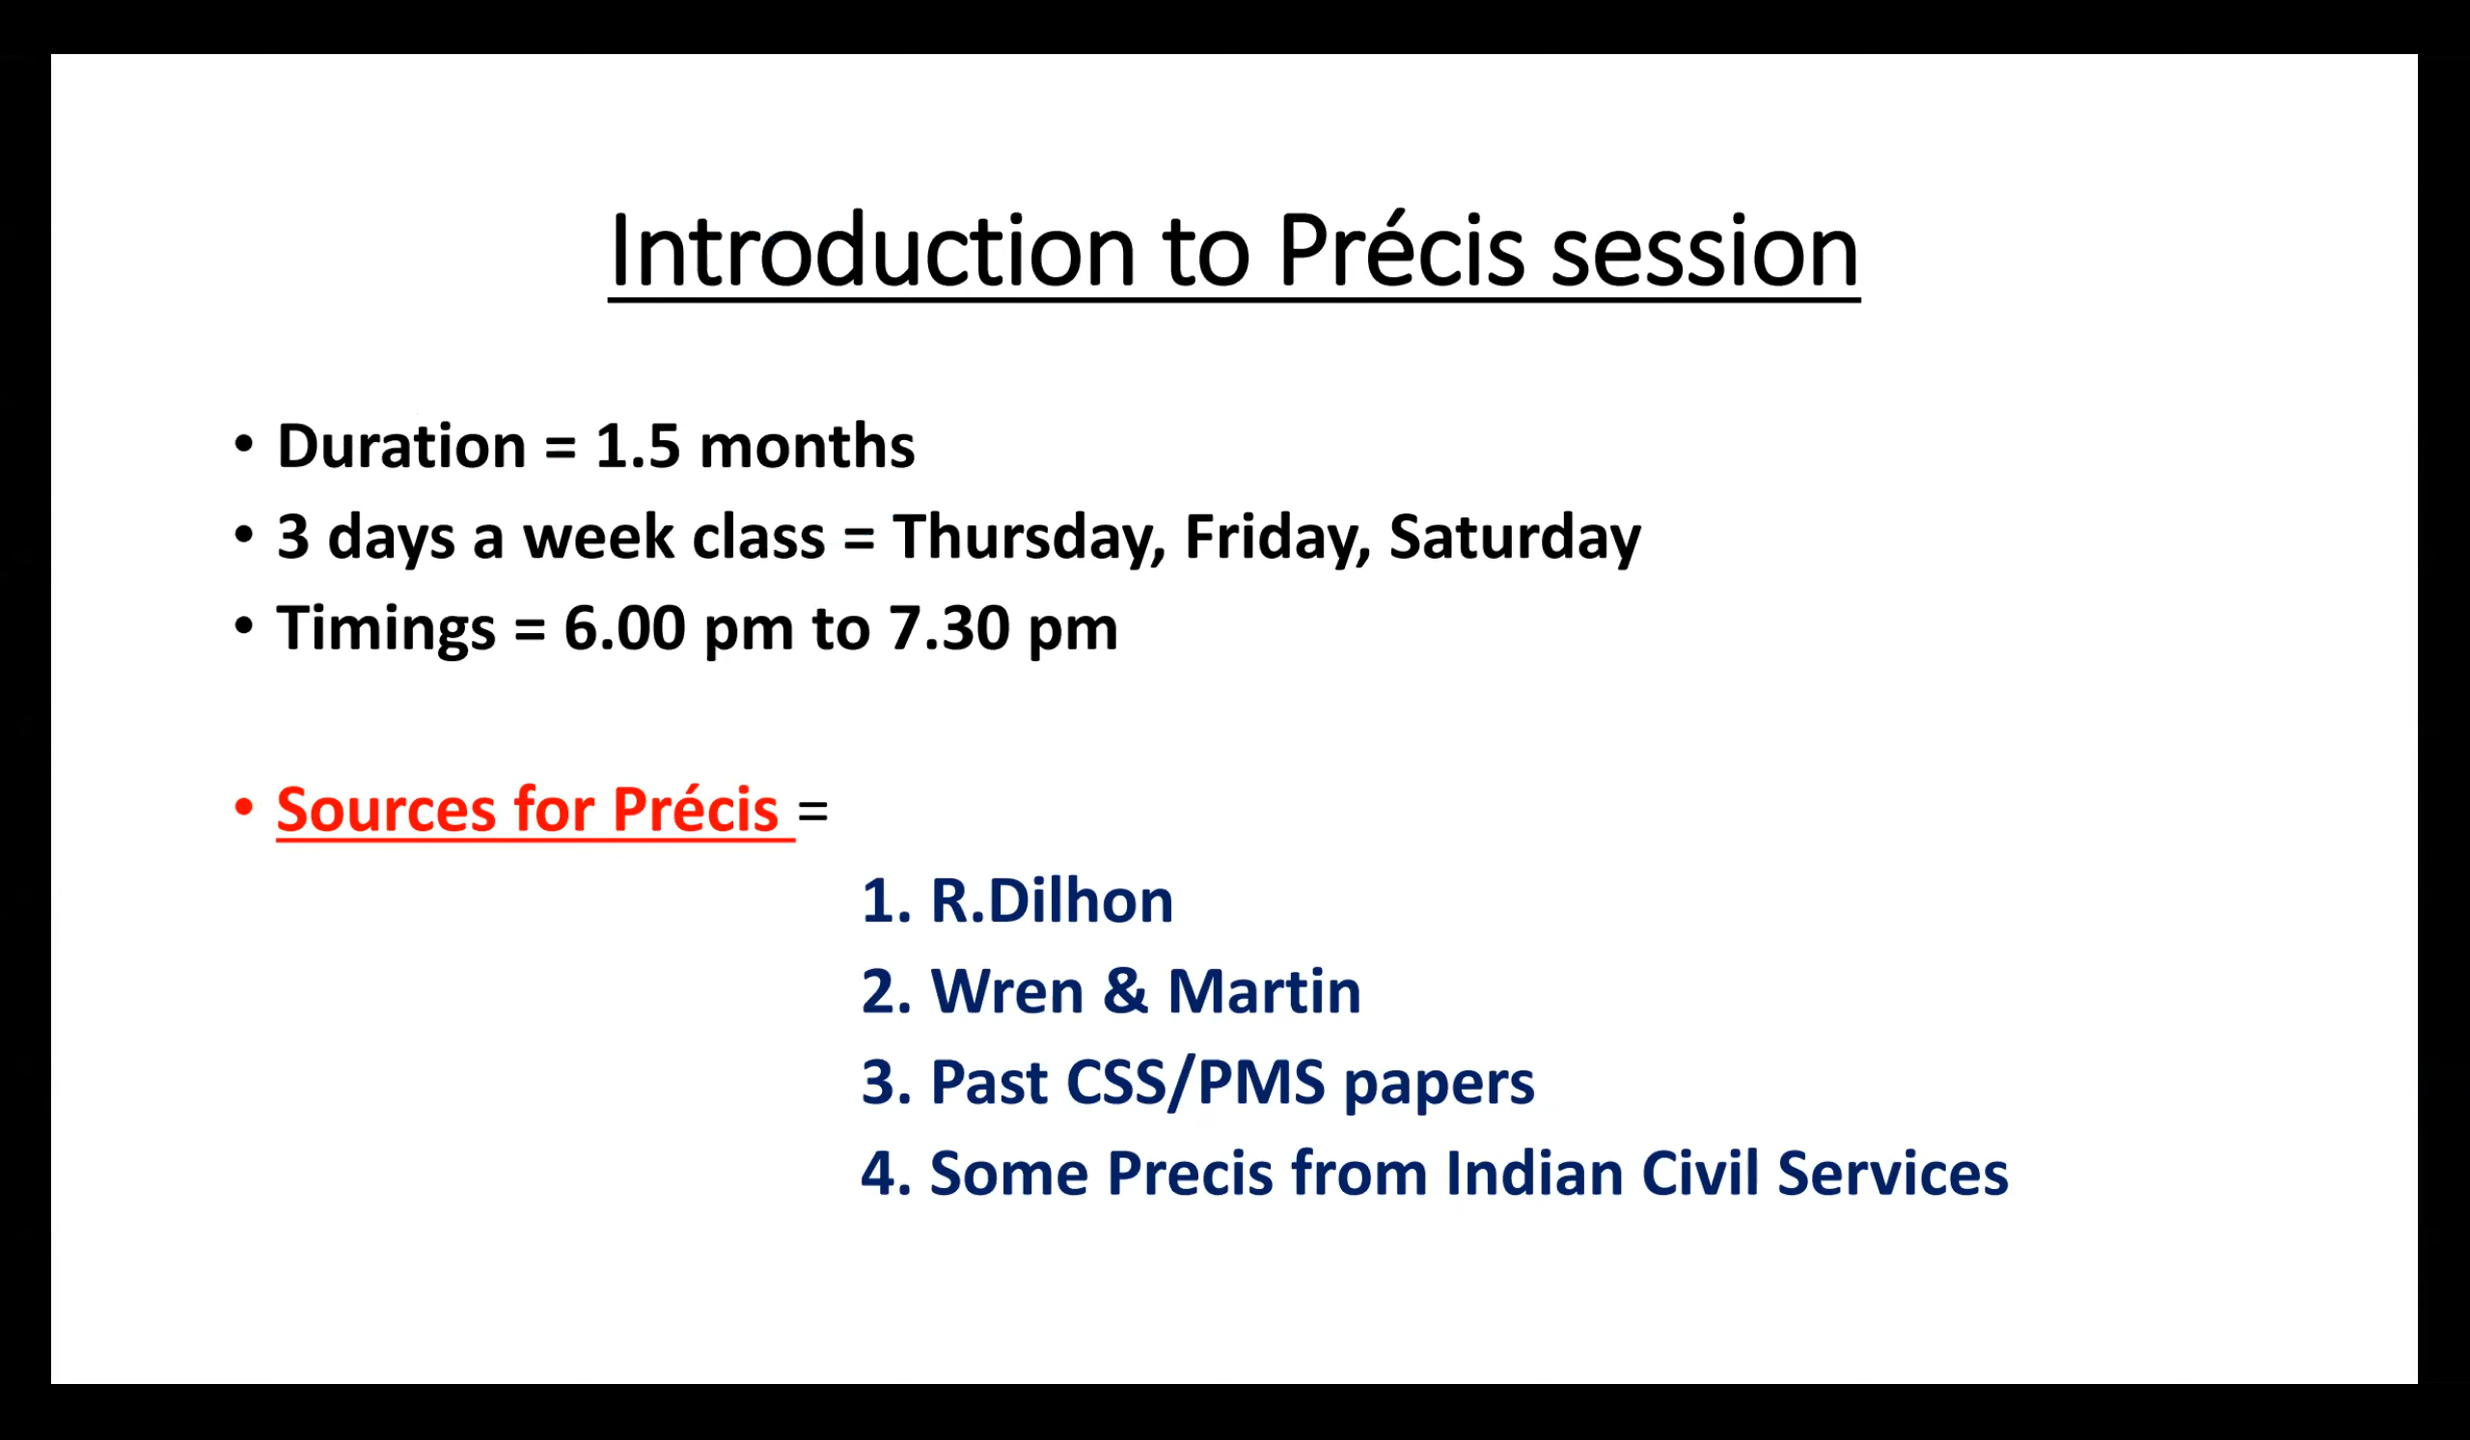 Introduction to Précis session
• Duration = 1.5 months
• 3 days a week class = Thursday, Friday, Saturday
• Timings = 6.00 pm to 7.30 pm
• Sources for Précis =
1. R.Dilhon
2. Wren & Martin
3. Past CSS/PMS papers
4. Some Precis from Indian Civil Services